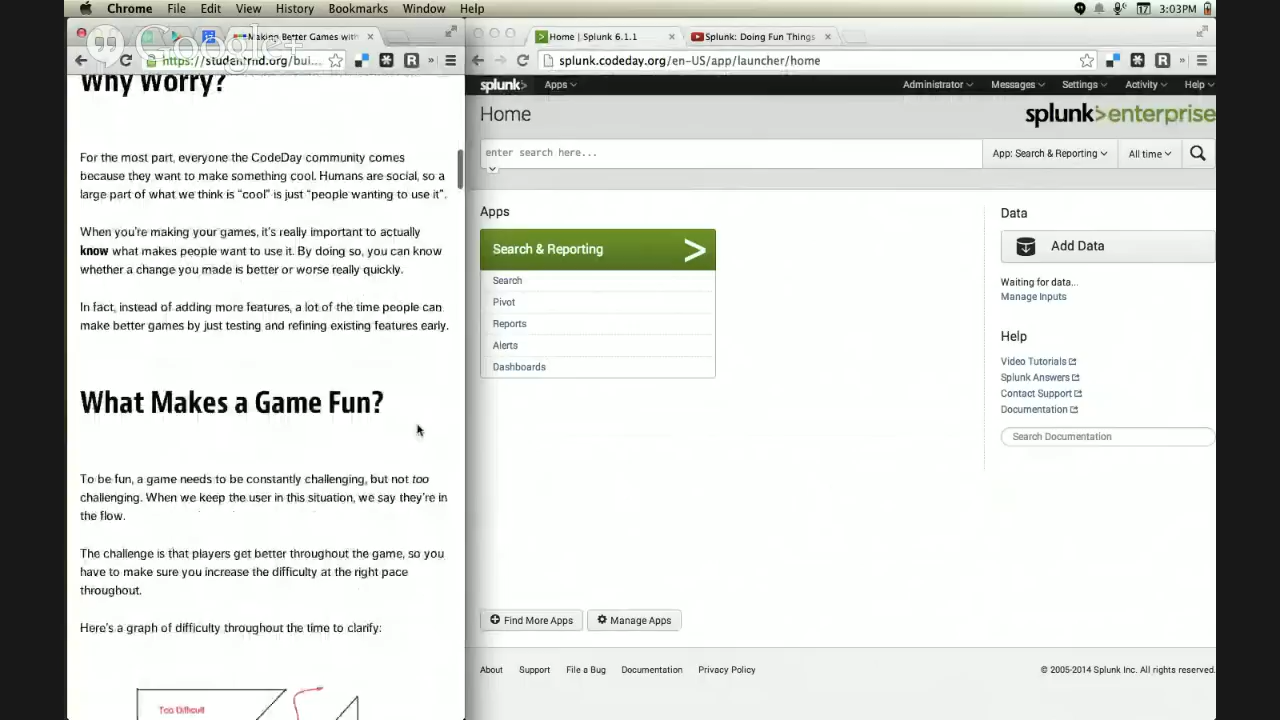 Chrome File Edit View History Bookmarks Window Help
17 3:03PM
Google+
Making Better Games with
https://studentrnd.org/bui...
Why Worry?
For the most part, everyone the CodeDay community comes
because they want to make something cool. Humans are social, so a
large part of what we think is “cool” is just “people wanting to use it”.
When you’re making your games, it’s really important to actually
know what makes people want to use it. By doing so, you can know
whether a change you made is better or worse really quickly.
In fact, instead of adding more features, a lot of the time people can
make better games by just testing and refining existing features early.
What Makes a Game Fun?
To be fun, a game needs to be constantly challenging, but not too
challenging. When we keep the user in this situation, we say they’re in
the flow.
The challenge is that players get better throughout the game, so you
have to make sure you increase the difficulty at the right pace
throughout.
Here’s a graph of difficulty throughout the time to clarify:
Too Difficult
Home | Splunk 6.1.1
Splunk: Doing Fun Things
splunk.codeday.org/en-US/app/launcher/home
splunk> Apps Administrator Messages Settings Activity Help
Home
splunk>enterprise
enter search here...
App: Search & Reporting
All time
Apps
Search & Reporting >
Search
Pivot
Reports
Alerts
Dashboards
Data
Add Data
Waiting for data...
Manage Inputs
Help
Video Tutorials
Splunk Answers
Contact Support
Documentation
Search Documentation
Find More Apps
Manage Apps
About Support File a Bug Documentation Privacy Policy
© 2005-2014 Splunk Inc. All rights reserved.